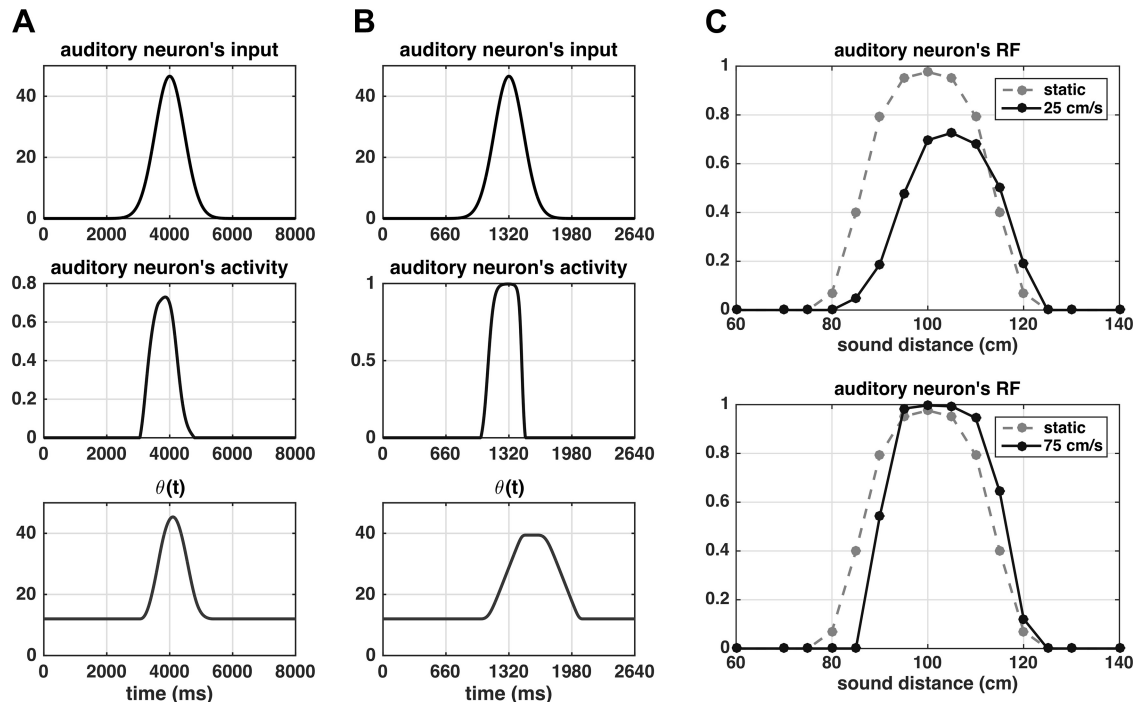 A
auditory neuron's input
40
20
0
0 2000 4000 6000 8000
auditory neuron's activity
0.8
0.6
0.4
0.2
0
0 2000 4000 6000 8000
θ(t)
40
20
0
0 2000 4000 6000 8000
time (ms)
B
auditory neuron's input
40
20
0
0 660 1320 1980 2640
auditory neuron's activity
1
0.5
0
0 660 1320 1980 2640
θ(t)
40
20
0
0 660 1320 1980 2640
time (ms)
C
auditory neuron's RF
1
0.8
0.6
0.4
0.2
0
static
25 cm/s
60 80 100 120 140
sound distance (cm)
auditory neuron's RF
1
0.8
0.6
0.4
0.2
0
static
75 cm/s
60 80 100 120 140
sound distance (cm)